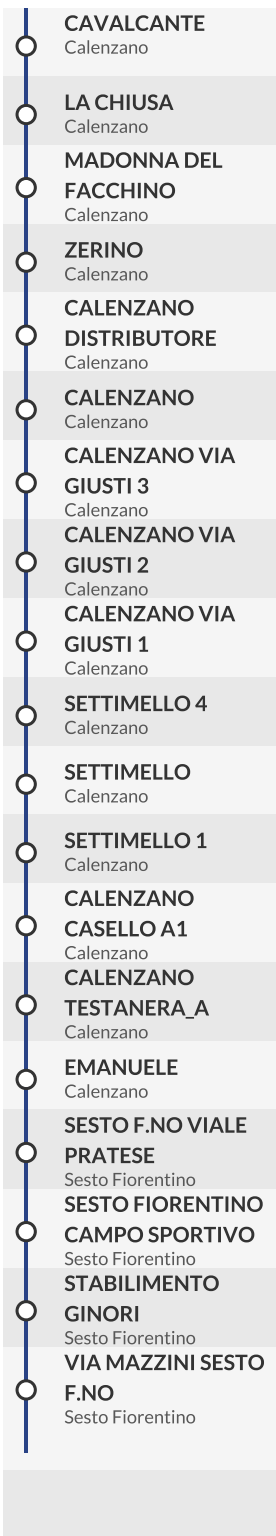 CAVALCANTE
Calenzano
LA CHIUSA
Calenzano
MADONNA DEL
FACCHINO
Calenzano
ZERINO
Calenzano
CALENZANO
DISTRIBUTORE
Calenzano
CALENZANO
Calenzano
CALENZANO VIA
GIUSTI 3
Calenzano
CALENZANO VIA
GIUSTI 2
Calenzano
CALENZANO VIA
GIUSTI 1
Calenzano
SETTIMELLO 4
Calenzano
SETTIMELLO
Calenzano
SETTIMELLO 1
Calenzano
CALENZANO
CASELLO A1
Calenzano
CALENZANO
TESTANERA_A
Calenzano
EMANUELE
Calenzano
SESTO F.NO VIALE
PRATESE
Sesto Fiorentino
SESTO FIORENTINO
CAMPO SPORTIVO
Sesto Fiorentino
STABILIMENTO
GINORI
Sesto Fiorentino
VIA MAZZINI SESTO
F.NO
Sesto Fiorentino